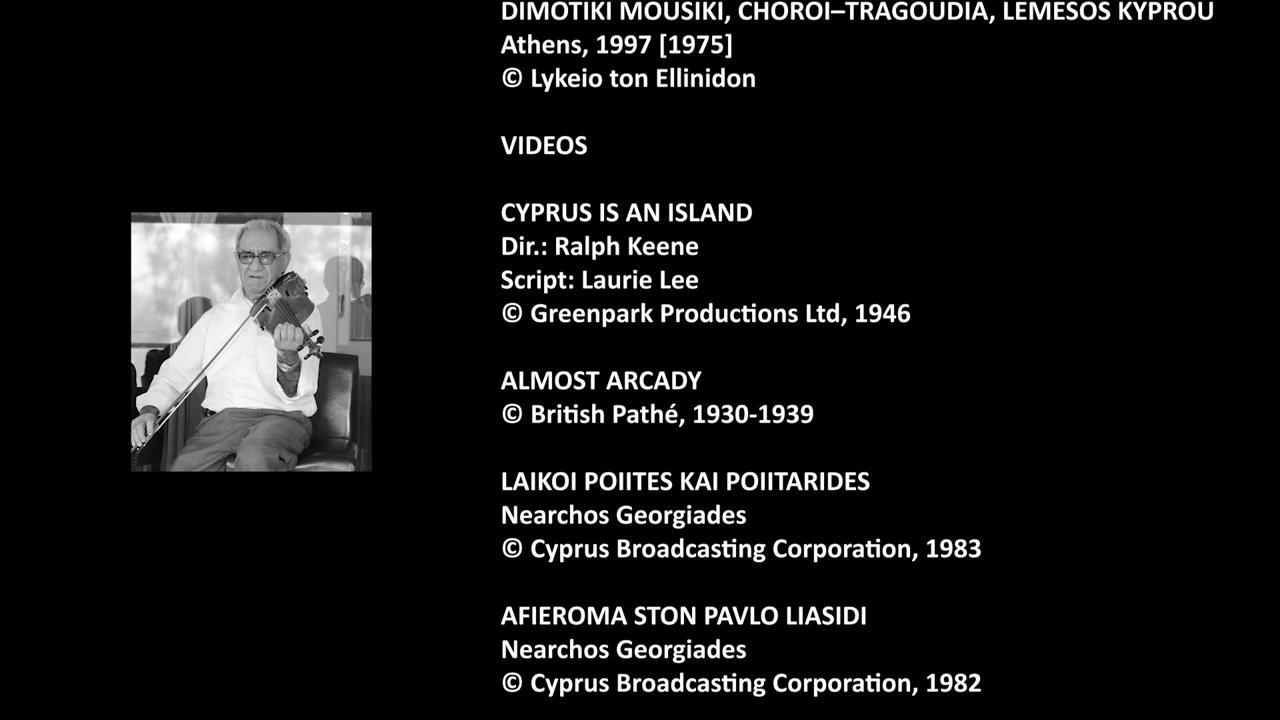 DIMOTIKI MOUSIKI, CHOROI–TRAGOUDIA, LEMESOS KYPROU
Athens, 1997 [1975]
© Lykeio ton Ellinidon
VIDEOS
CYPRUS IS AN ISLAND
Dir.: Ralph Keene
Script: Laurie Lee
© Greenpark Productions Ltd, 1946
ALMOST ARCADY
© British Pathé, 1930-1939
LAIKOI POIITES KAI POIITARIDES
Nearchos Georgiades
© Cyprus Broadcasting Corporation, 1983
AFIEROMA STON PAVLO LIASIDI
Nearchos Georgiades
© Cyprus Broadcasting Corporation, 1982